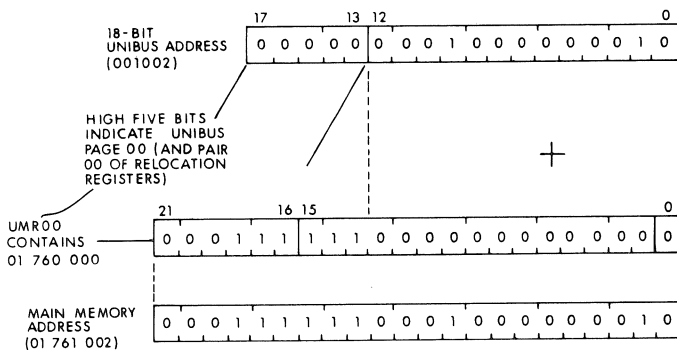 17 13 12 0
18-BIT
UNIBUS ADDRESS
(001002)
0 0 0 0 0 0 0 0 1 0 0 0 0 0 0 0 1 0
HIGH FIVE BITS
INDICATE UNIBUS
PAGE 00 (AND PAIR
00 OF RELOCATION
REGISTERS)
+
21 16 15 0
UMR00
CONTAINS
01 760 000
0 0 0 1 1 1 1 1 1 0 0 0 0 0 0 0 0 0 0 0 0 0
MAIN MEMORY
ADDRESS
(01 761 002)
0 0 0 1 1 1 1 1 1 0 0 0 1 0 0 0 0 0 0 0 1 0